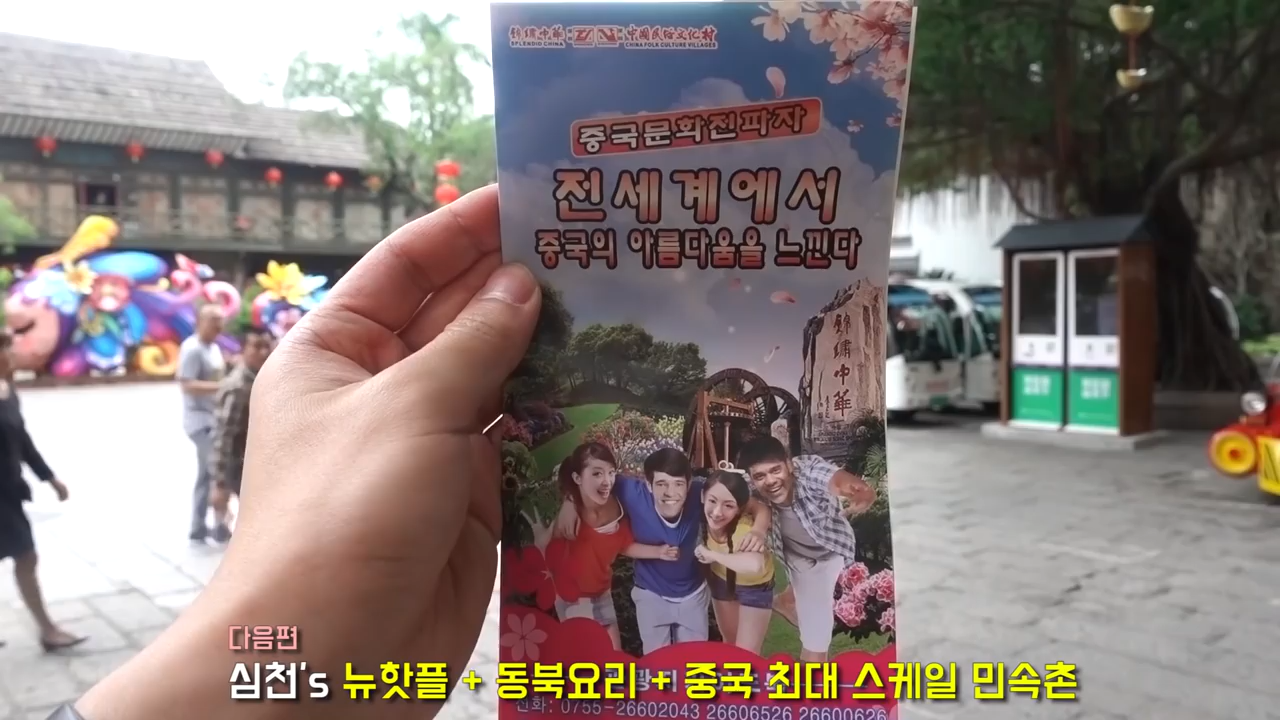 錦繡中華 中國民俗文化村
SPLENDID CHINA CHINA FOLK CULTURE VILLAGES
중국문화전파자
전세계에서
중국의 아름다움을 느낀다
錦繡中華
다음편
심천's 뉴핫플 + 동북요리 + 중국 최대 스케일 민속촌
전화: 0755-26602043 26606526 26600626